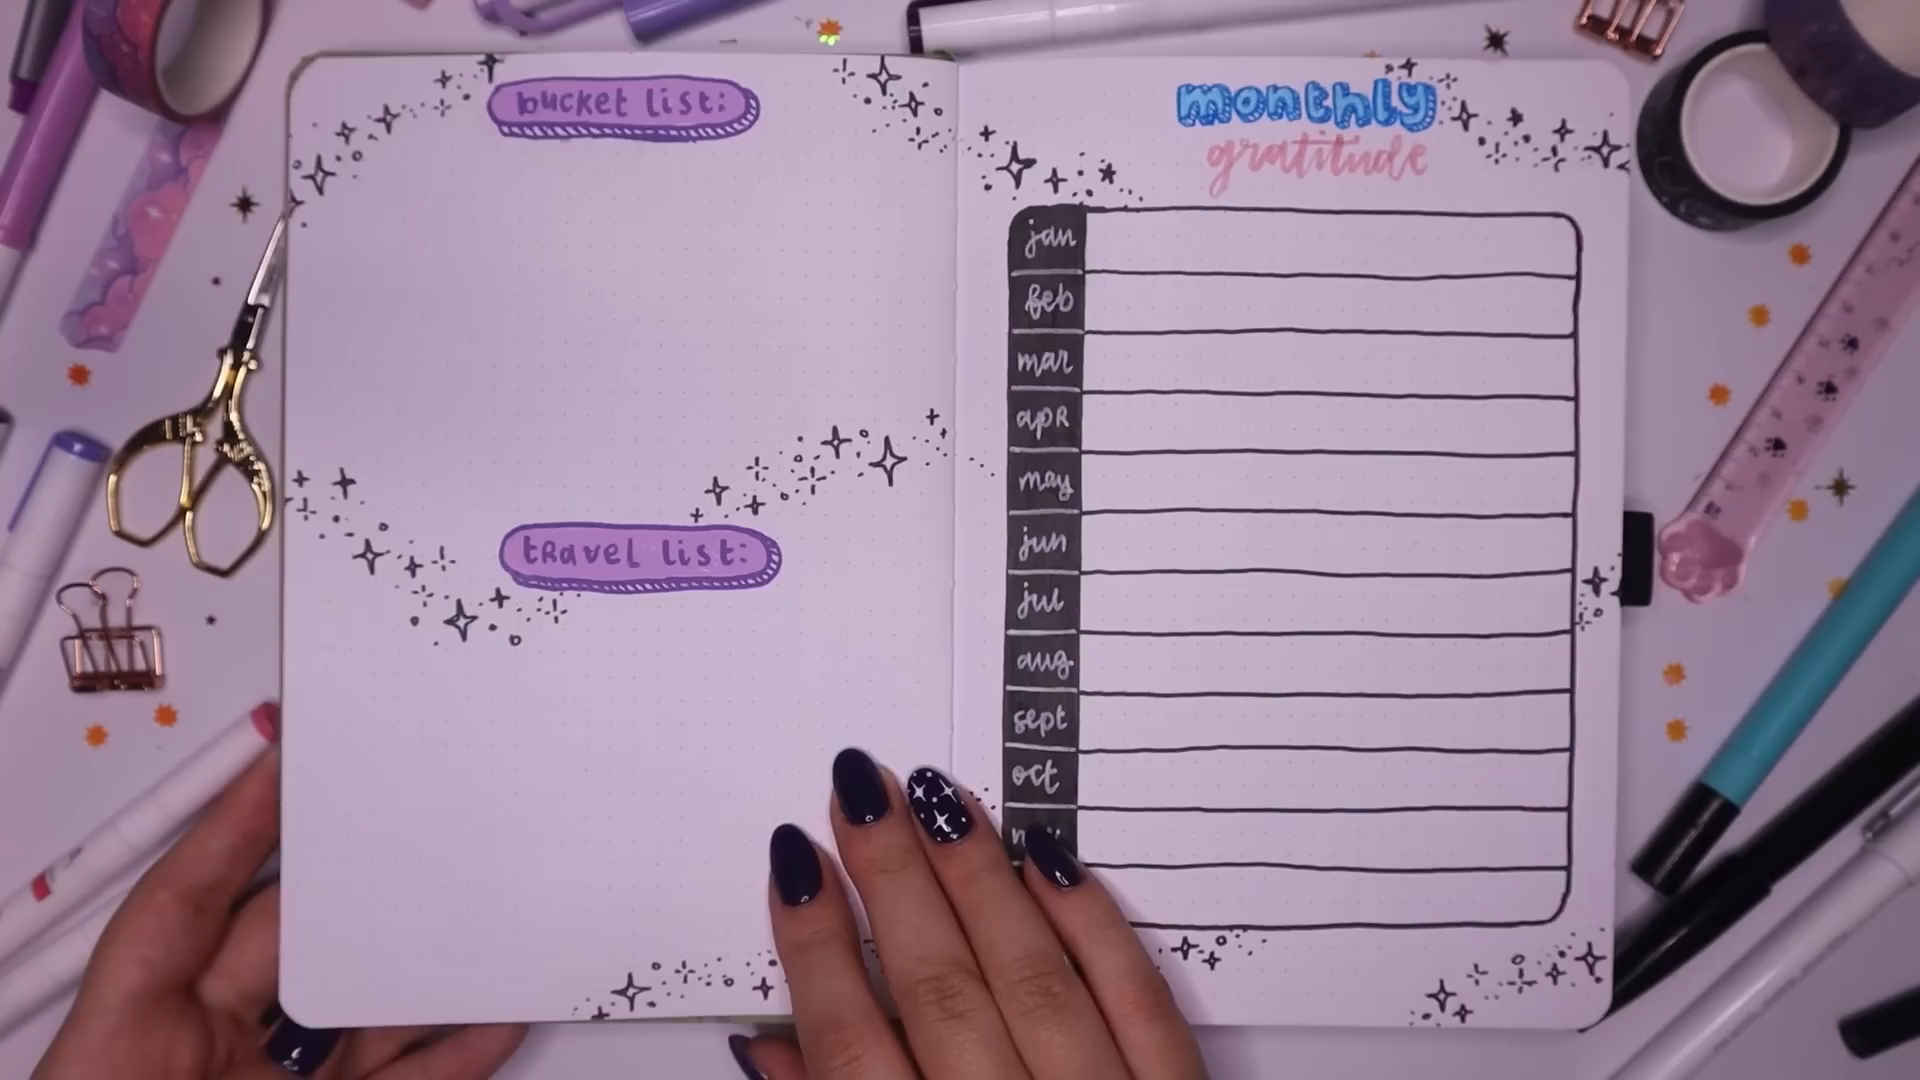 bucket list:
travel list:
monthly
gratitude
jan
feb
mar
apr
may
jun
jul
aug.
sept
oct